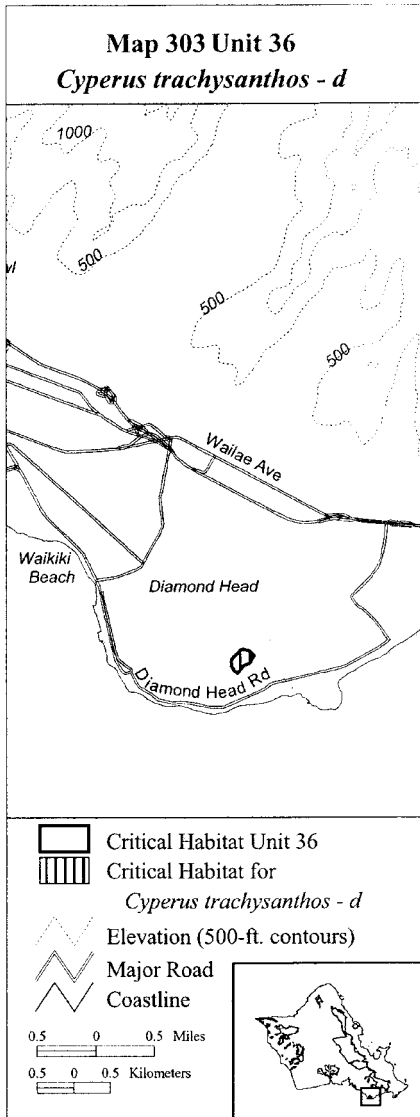 Map 303 Unit 36
Cyperus trachysanthos - d
1000
500
wl
500
500
Wailae Ave
Waikiki
Beach
Diamond Head
Diamond Head Rd
Critical Habitat Unit 36
Critical Habitat for
Cyperus trachysanthos - d
Elevation (500-ft. contours)
Major Road
Coastline
0.5 0 0.5 Miles
0.5 0 0.5 Kilometers